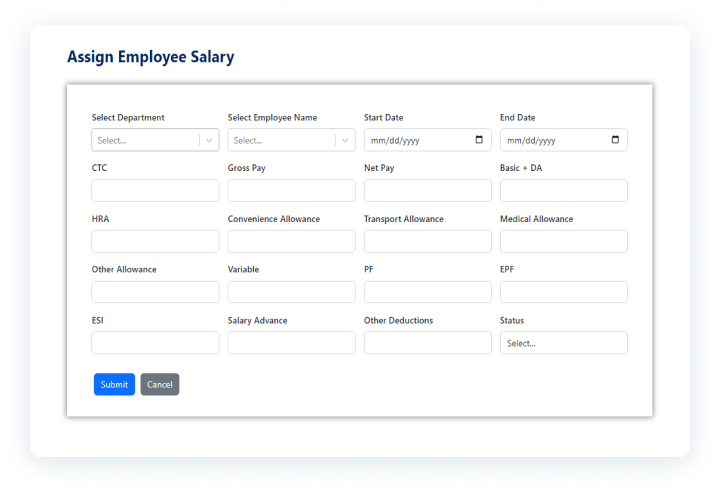 Assign Employee Salary
Select Department Select Employee Name Start Date End Date
Select... Select... mm/dd/yyyy mm/dd/yyyy
CTC Gross Pay Net Pay Basic + DA
HRA Convenience Allowance Transport Allowance Medical Allowance
Other Allowance Variable PF EPF
ESI Salary Advance Other Deductions Status
Select...
Submit Cancel